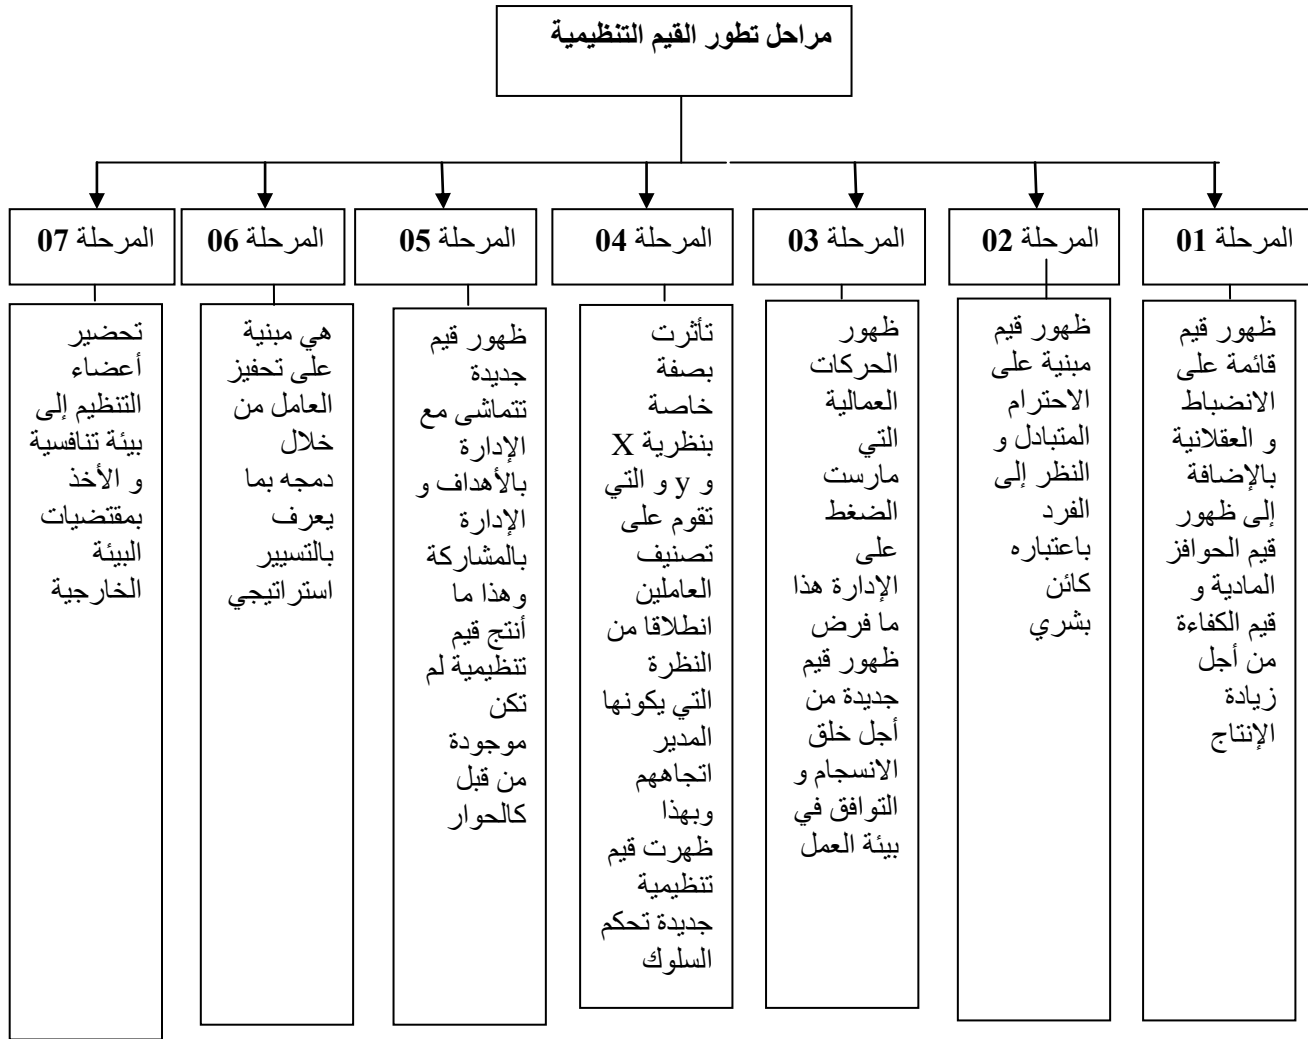 مراحل تطور القيم التنظيمية
المرحلة 01
المرحلة 02
المرحلة 03
المرحلة 04
المرحلة 05
المرحلة 06
المرحلة 07
ظهور قيم
قائمة على
الانضباط
و العقلانية
بالإضافة
إلى ظهور
قيم الحوافز
المادية و
قيم الكفاءة
من أجل
زيادة
الإنتاج
ظهور قيم
مبنية على
الاحترام
المتبادل و
النظر إلى
الفرد
باعتباره
كائن
بشري
ظهور
الحركات
العمالية
التي
مارست
الضغط
على
الإدارة هذا
ما فرض
ظهور قيم
جديدة من
أجل خلق
الانسجام و
التوافق في
بيئة العمل
تأثرت
بصفة
خاصة
بنظرية X
و y و التي
تقوم على
تصنيف
العاملين
انطلاقا من
النظرة
التي يكونها
المدير
اتجاههم
وبهذا
ظهرت قيم
تنظيمية
جديدة تحكم
السلوك
ظهور قيم
جديدة
تتماشى مع
الإدارة
بالأهداف و
الإدارة
بالمشاركة
وهذا ما
أنتج قيم
تنظيمية لم
تكن
موجودة
من قبل
كالحوار
هي مبنية
على تحفيز
العامل من
خلال
دمجه بما
يعرف
بالتسيير
استراتيجي
تحضير
أعضاء
التنظيم إلى
بيئة تنافسية
و الأخذ
بمقتضيات
البيئة
الخارجية